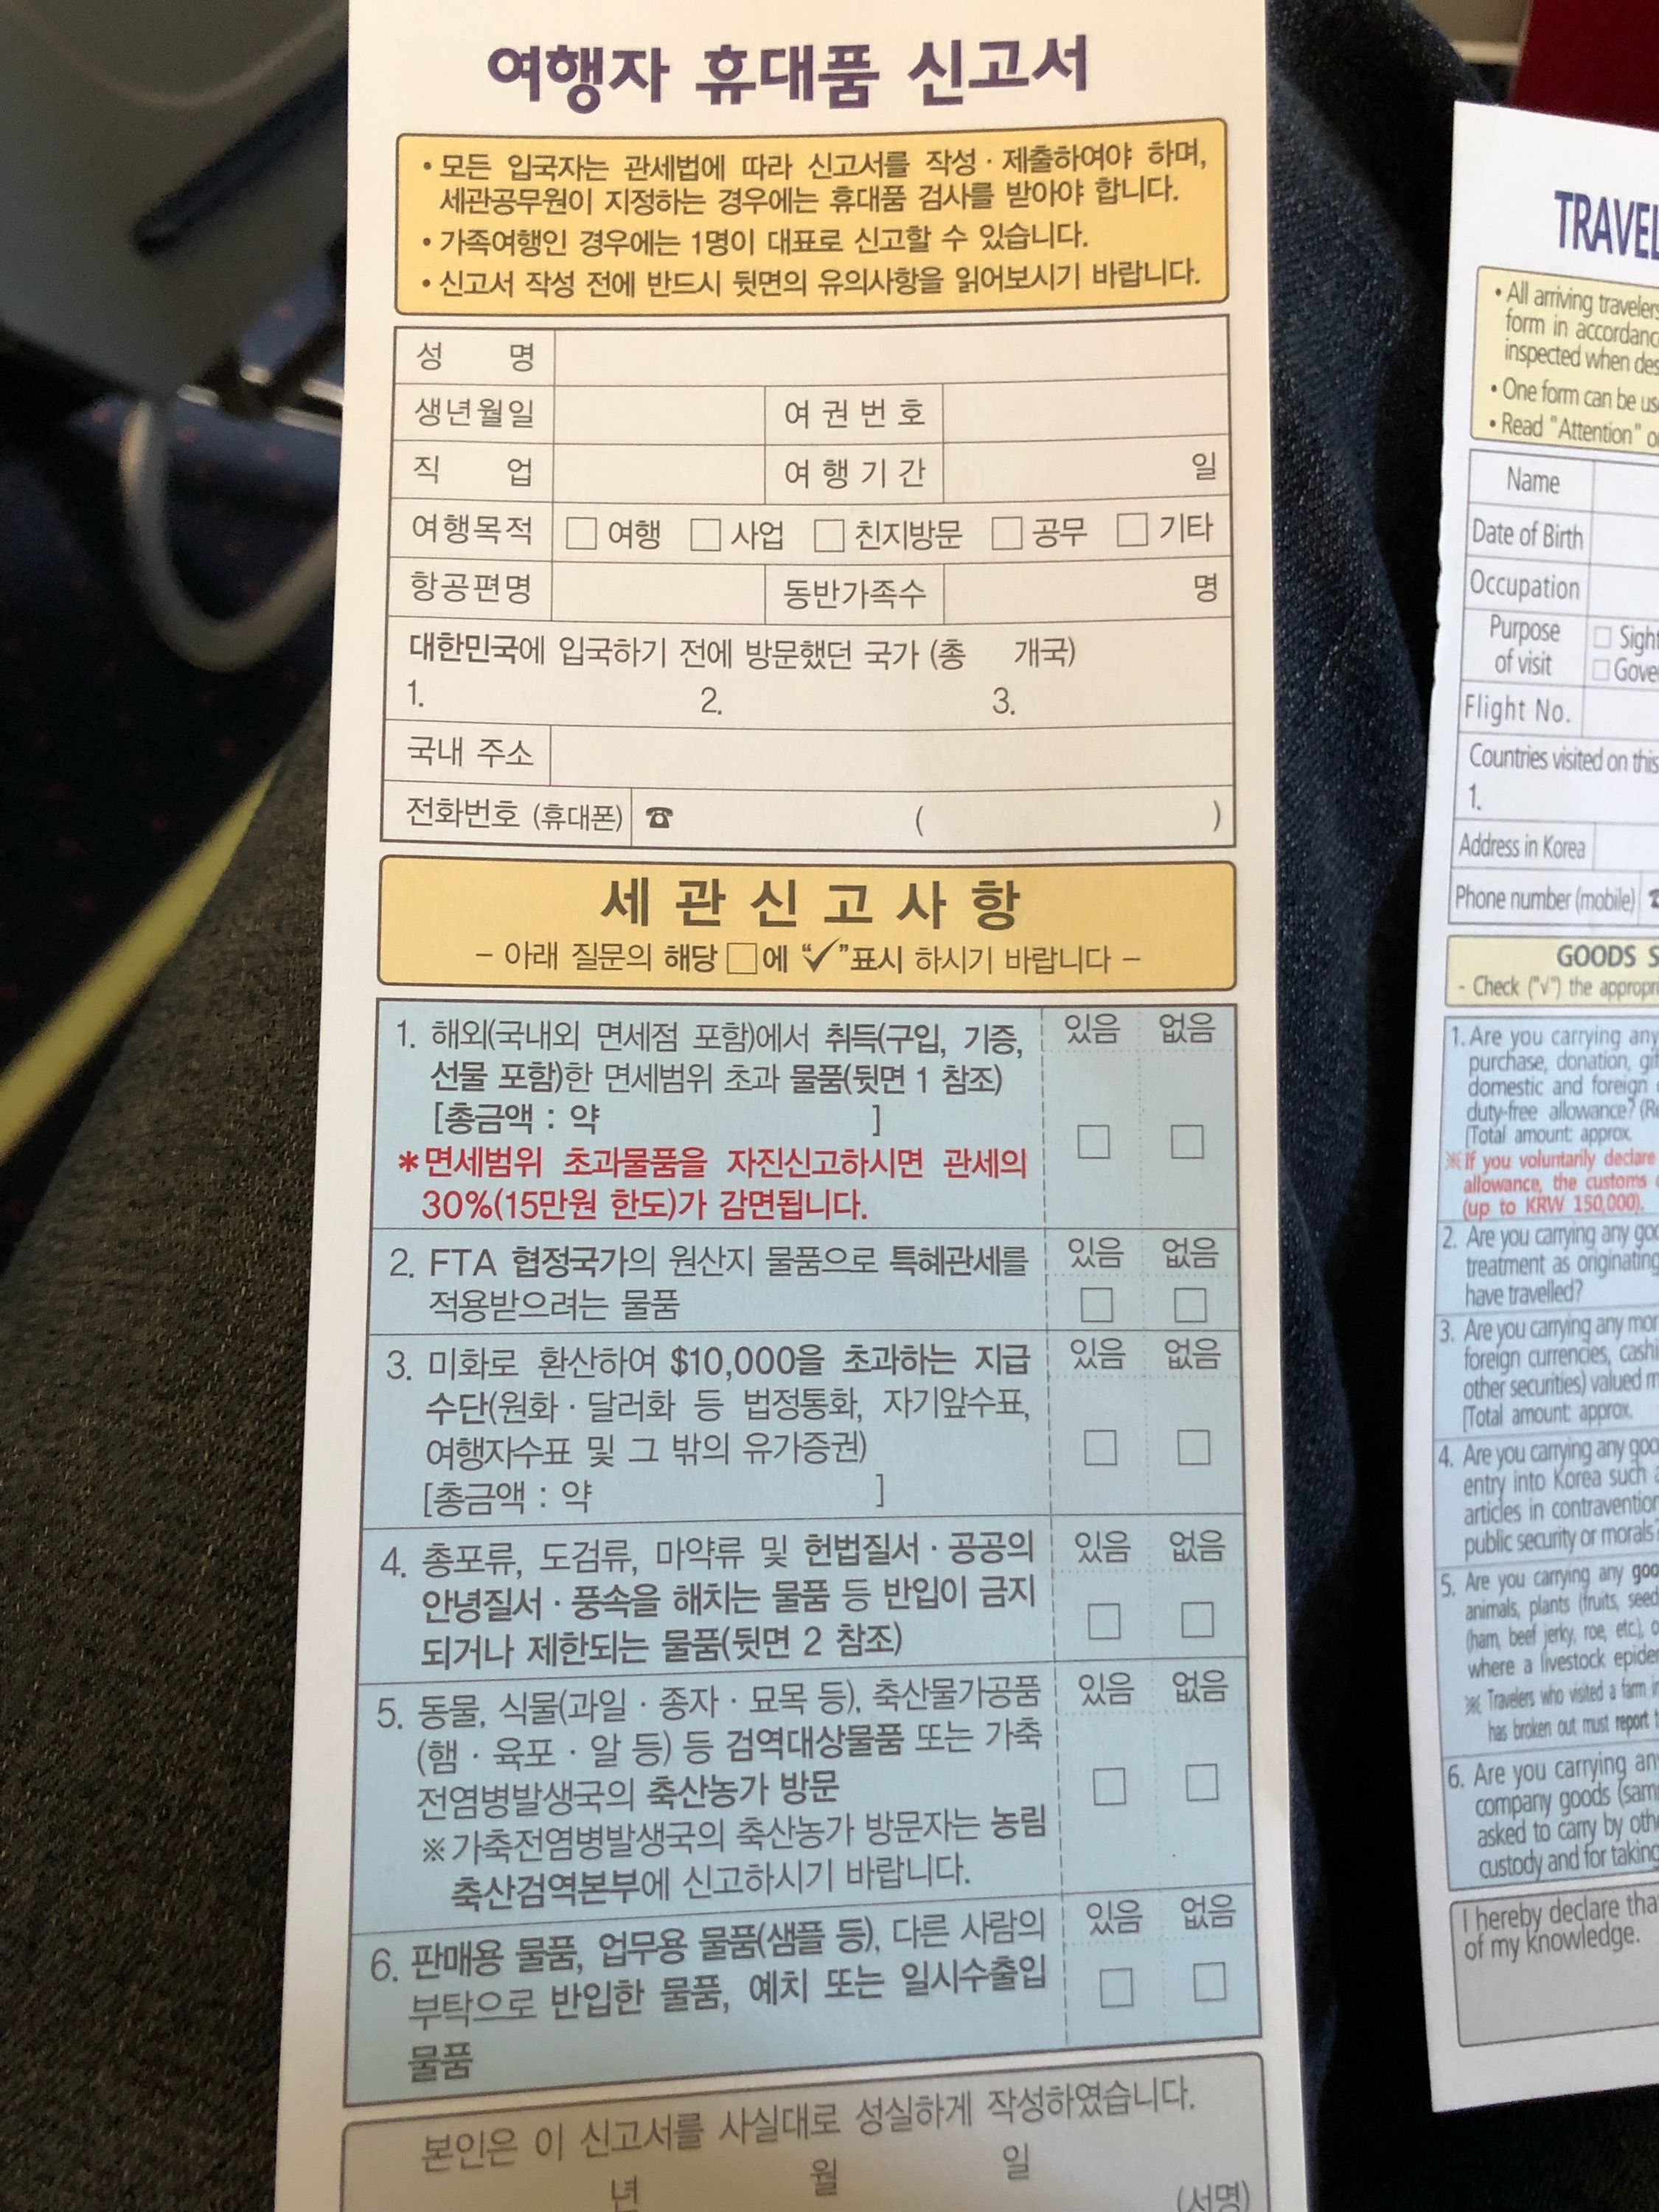 여행자 휴대품 신고서
• 모든 입국자는 관세법에 따라 신고서를 작성 · 제출하여야 하며,
세관공무원이 지정하는 경우에는 휴대품 검사를 받아야 합니다.
• 가족여행인 경우에는 1명이 대표로 신고할 수 있습니다.
• 신고서 작성 전에 반드시 뒷면의 유의사항을 읽어보시기 바랍니다.
성 명
생년월일 여 권 번 호
직 업 여 행 기 간 일
여행목적 □ 여행 □ 사업 □ 친지방문 □ 공무 □ 기타
항공편명 동반가족수 명
대한민국에 입국하기 전에 방문했던 국가 (총 개국)
1. 2. 3.
국내 주소
전화번호 (휴대폰) ☎ ( )
세 관 신 고 사 항
– 아래 질문의 해당 □에 “✓”표시 하시기 바랍니다 –
1. 해외(국내외 면세점 포함)에서 취득(구입, 기증, 있음 없음
선물 포함)한 면세범위 초과 물품(뒷면 1 참조)
[총금액 : 약 ] □ □
*면세범위 초과물품을 자진신고하시면 관세의
30%(15만원 한도)가 감면됩니다.
2. FTA 협정국가의 원산지 물품으로 특혜관세를 있음 없음
적용받으려는 물품 □ □
3. 미화로 환산하여 $10,000을 초과하는 지급 있음 없음
수단(원화 · 달러화 등 법정통화, 자기앞수표,
여행자수표 및 그 밖의 유가증권) □ □
[총금액 : 약 ]
4. 총포류, 도검류, 마약류 및 헌법질서 · 공공의 있음 없음
안녕질서 · 풍속을 해치는 물품 등 반입이 금지 □ □
되거나 제한되는 물품(뒷면 2 참조)
5. 동물, 식물(과일 · 종자 · 묘목 등), 축산물가공품 있음 없음
(햄 · 육포 · 알 등) 등 검역대상물품 또는 가축
전염병발생국의 축산농가 방문 □ □
※가축전염병발생국의 축산농가 방문자는 농림
축산검역본부에 신고하시기 바랍니다.
6. 판매용 물품, 업무용 물품(샘플 등), 다른 사람의 있음 없음
부탁으로 반입한 물품, 예치 또는 일시수출입 □ □
물품
본인은 이 신고서를 사실대로 성실하게 작성하였습니다.
년 월 일
(서명)
TRAVEL
• All arriving travelers
form in accordanc
inspected when des
• One form can be us
• Read "Attention" o
Name
Date of Birth
Occupation
Purpose □ Sigh
of visit □ Gove
Flight No.
Countries visited on this
1.
Address in Korea
Phone number (mobile) ☎
GOODS S
- Check ("√") the appropri
1. Are you carrying any
purchase, donation, gif
domestic and foreign
duty-free allowance? (Re
[Total amount: approx.
※If you voluntarily declare
allowance, the customs
(up to KRW 150,000).
2. Are you carrying any goo
treatment as originating
have travelled?
3. Are you carrying any mor
foreign currencies, cashi
other securities) valued m
[Total amount: approx.
4. Are you carrying any goo
entry into Korea such a
articles in contravention
public security or morals?
5. Are you carrying any goo
animals, plants (fruits, seed
(ham, beef jerky, roe, etc.), o
where a livestock epider
※ Travelers who visited a farm in
has broken out must report t
6. Are you carrying any
company goods (sam
asked to carry by othe
custody and for taking
I hereby declare tha
of my knowledge.